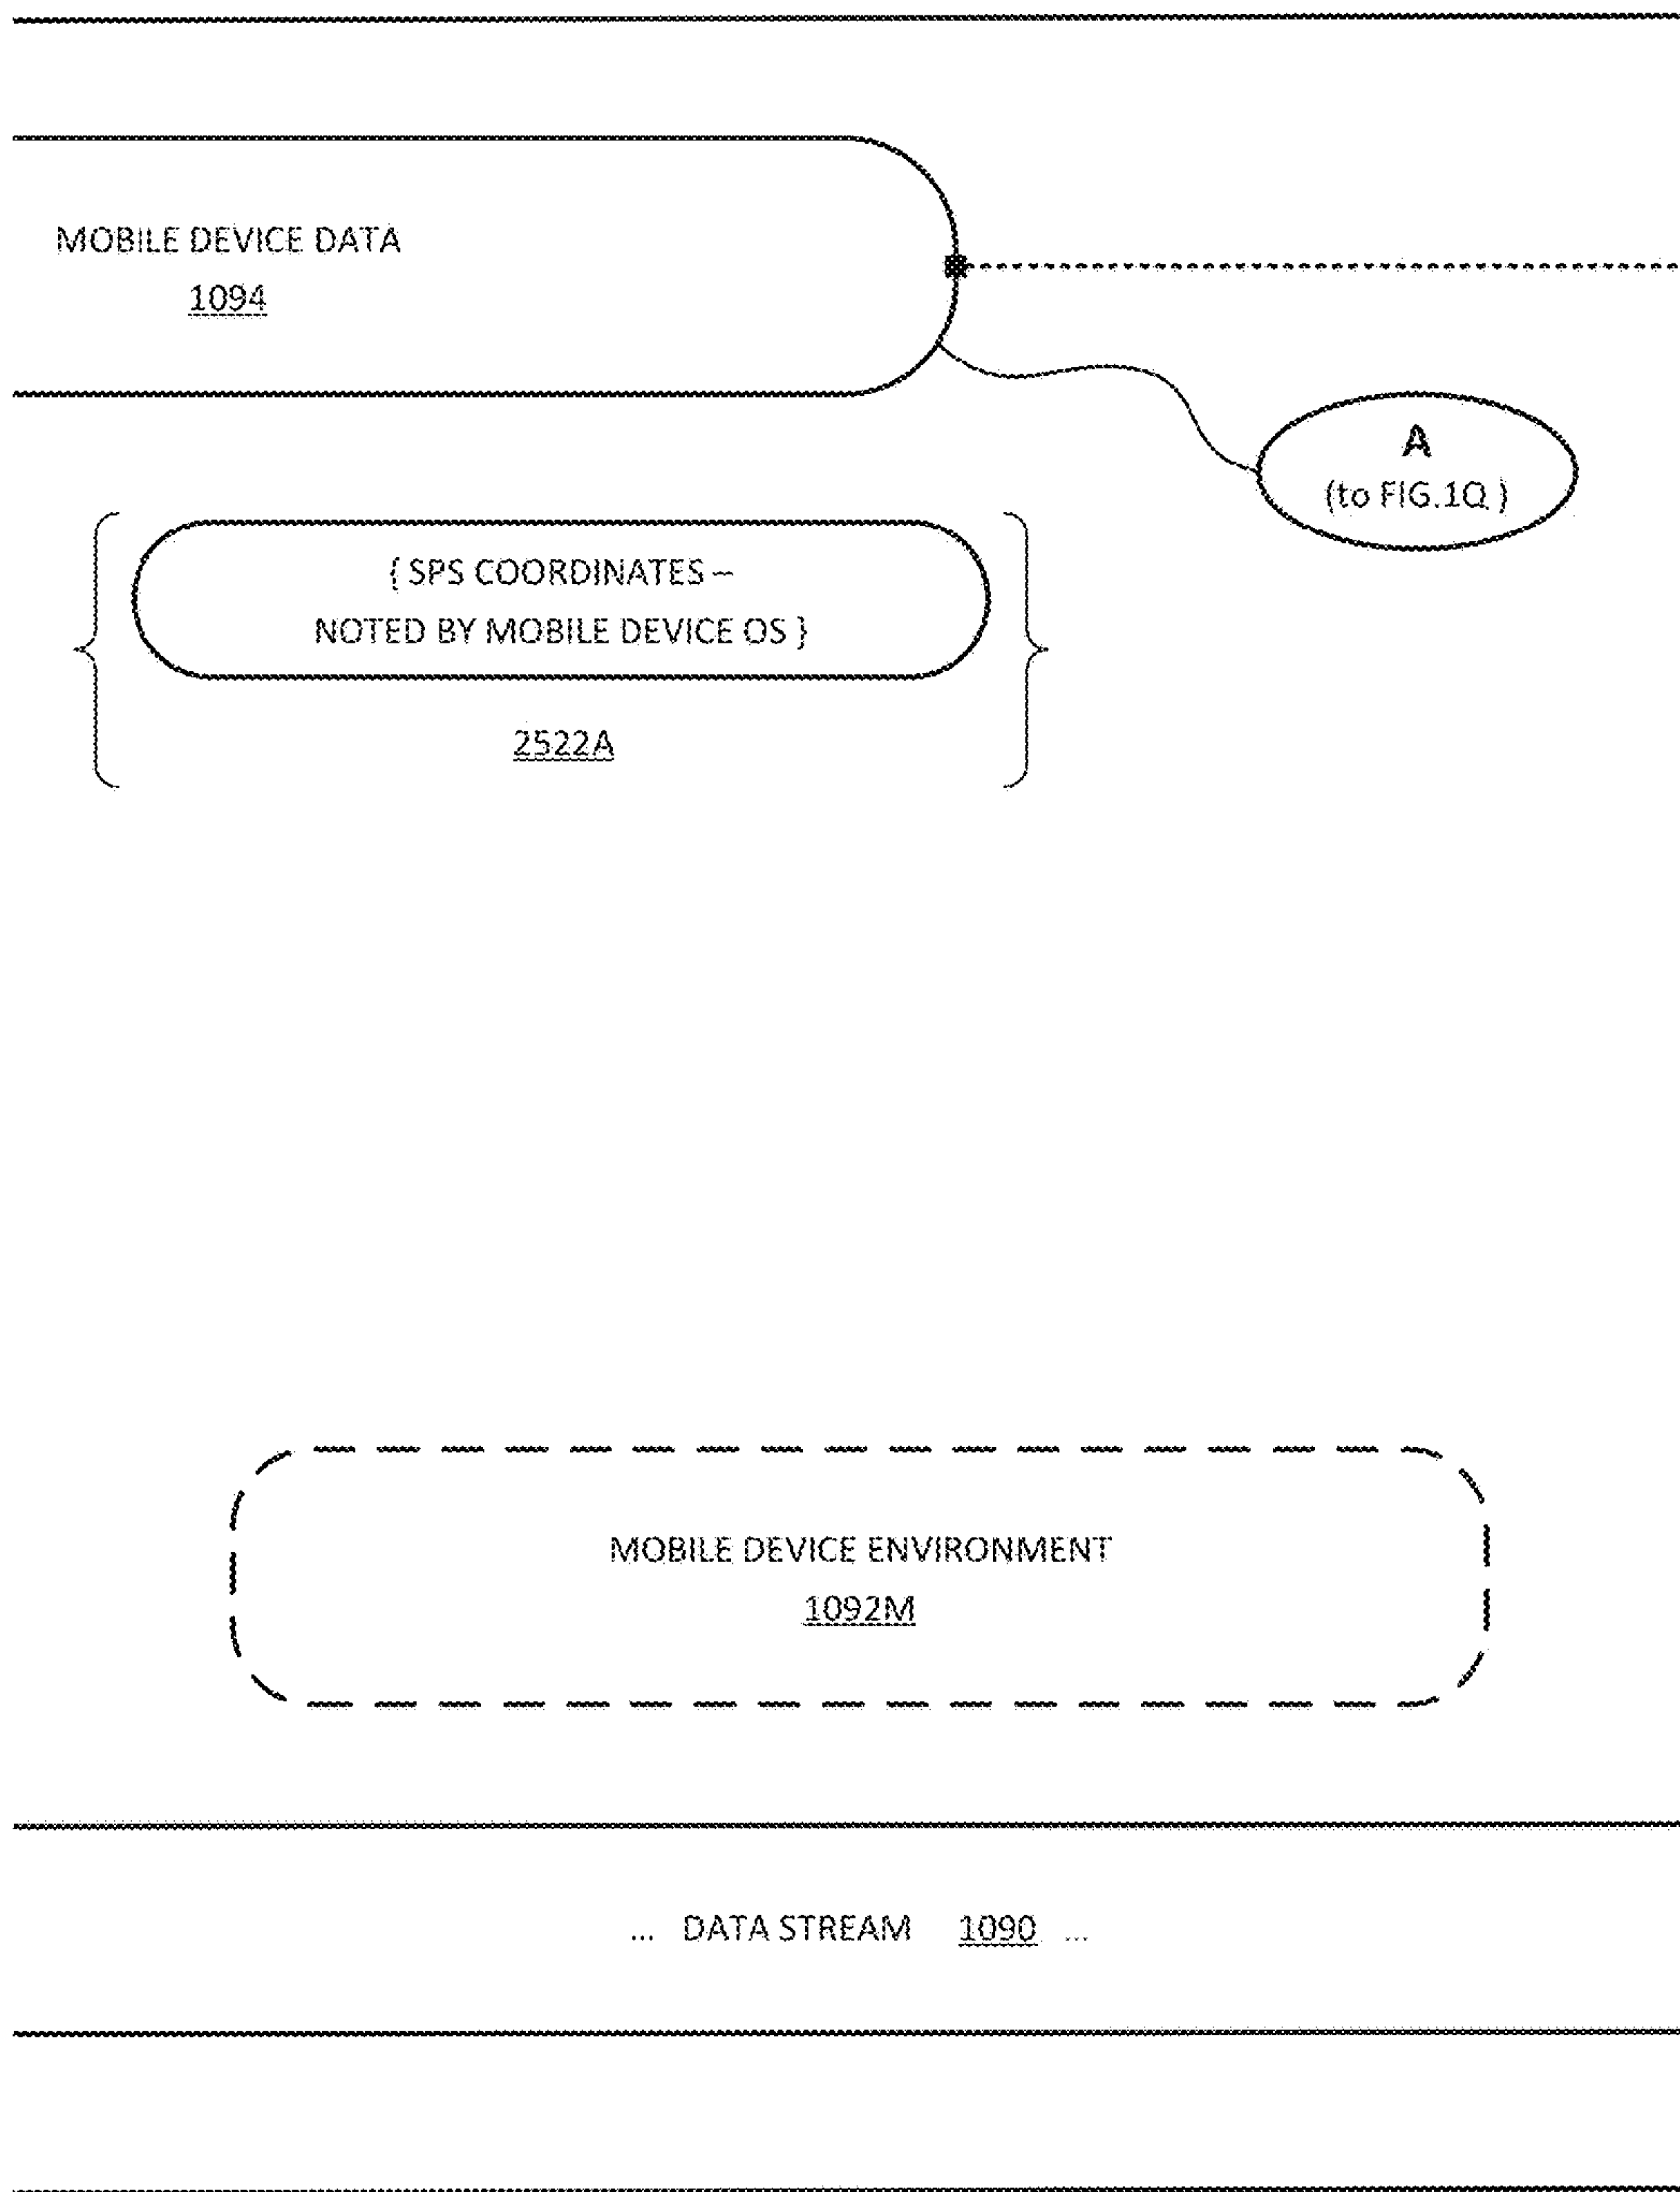 MOBILE DEVICE DATA
1094
A
(to FIG.1Q )
{ SPS COORDINATES –
NOTED BY MOBILE DEVICE OS }
2522A
MOBILE DEVICE ENVIRONMENT
1092M
... DATA STREAM 1090 ...